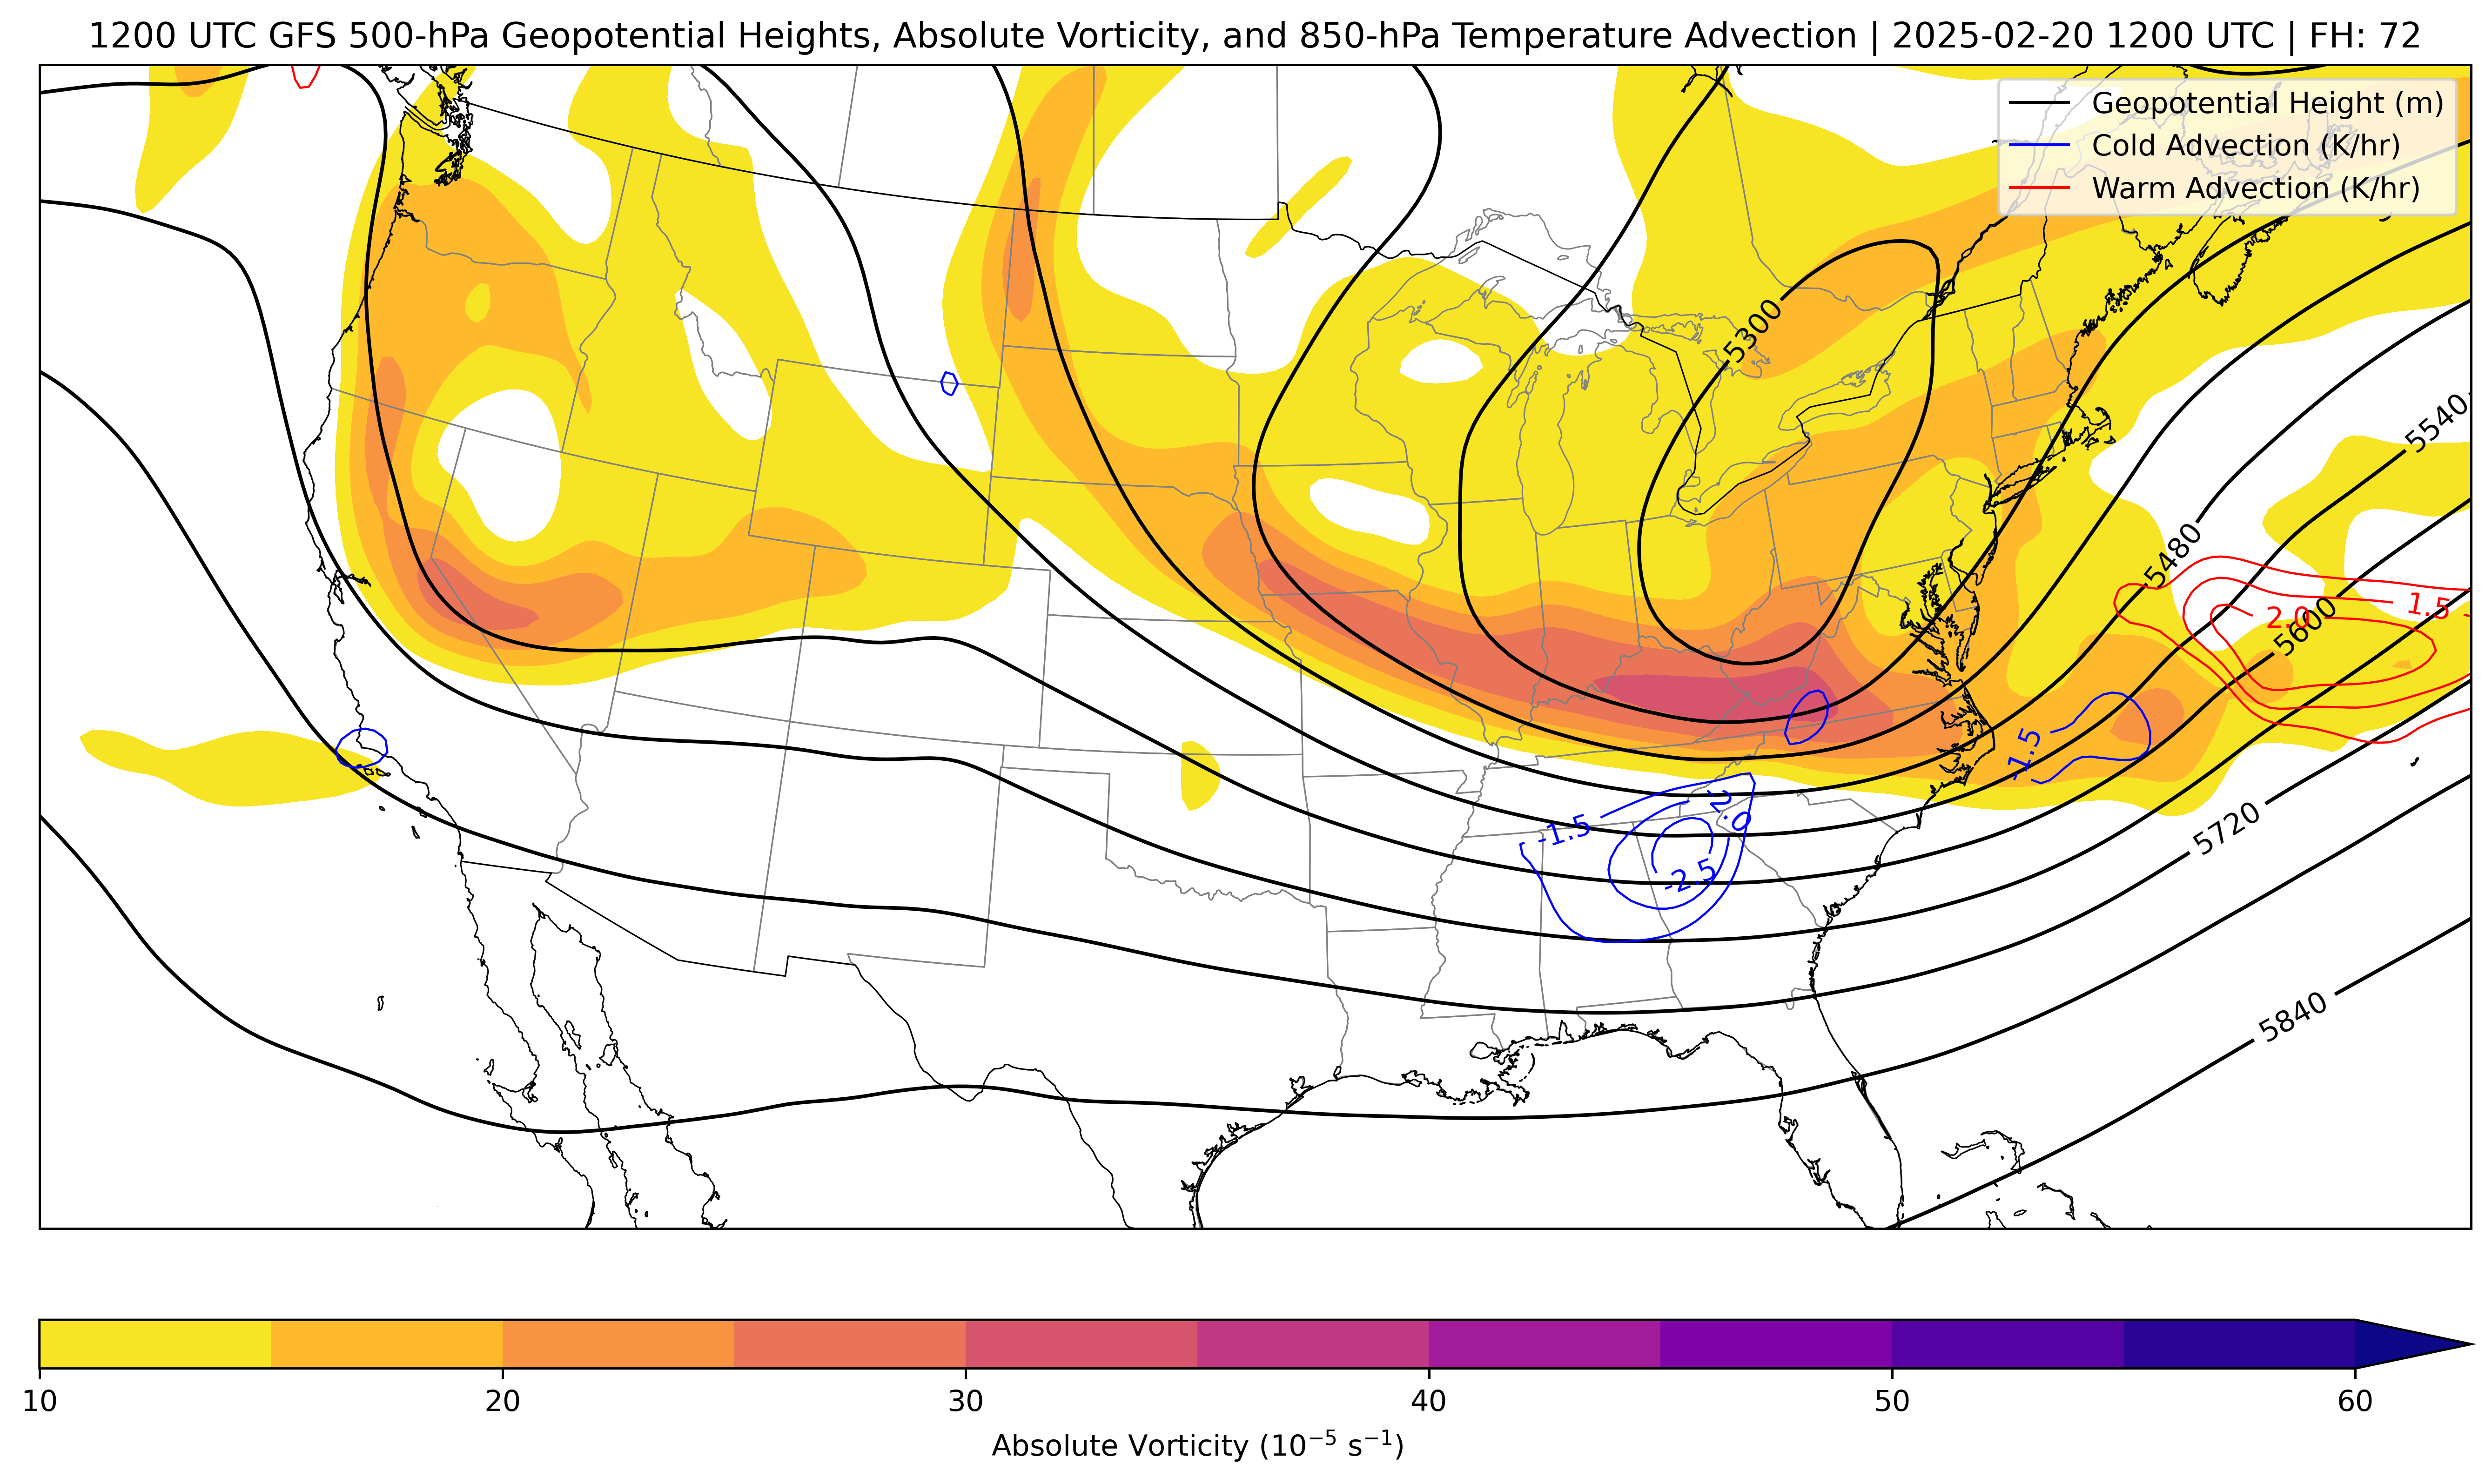 1200 UTC GFS 500-hPa Geopotential Heights, Absolute Vorticity, and 850-hPa Temperature Advection | 2025-02-20 1200 UTC | FH: 72
Geopotential Height (m)
Cold Advection (K/hr)
Warm Advection (K/hr)
5300
5540
5480
1.5
2.0
5600
-1.5
-2.0
-1.5
5720
-2.5
5840
10 20 30 40 50 60
Absolute Vorticity (10⁻⁵ s⁻¹)